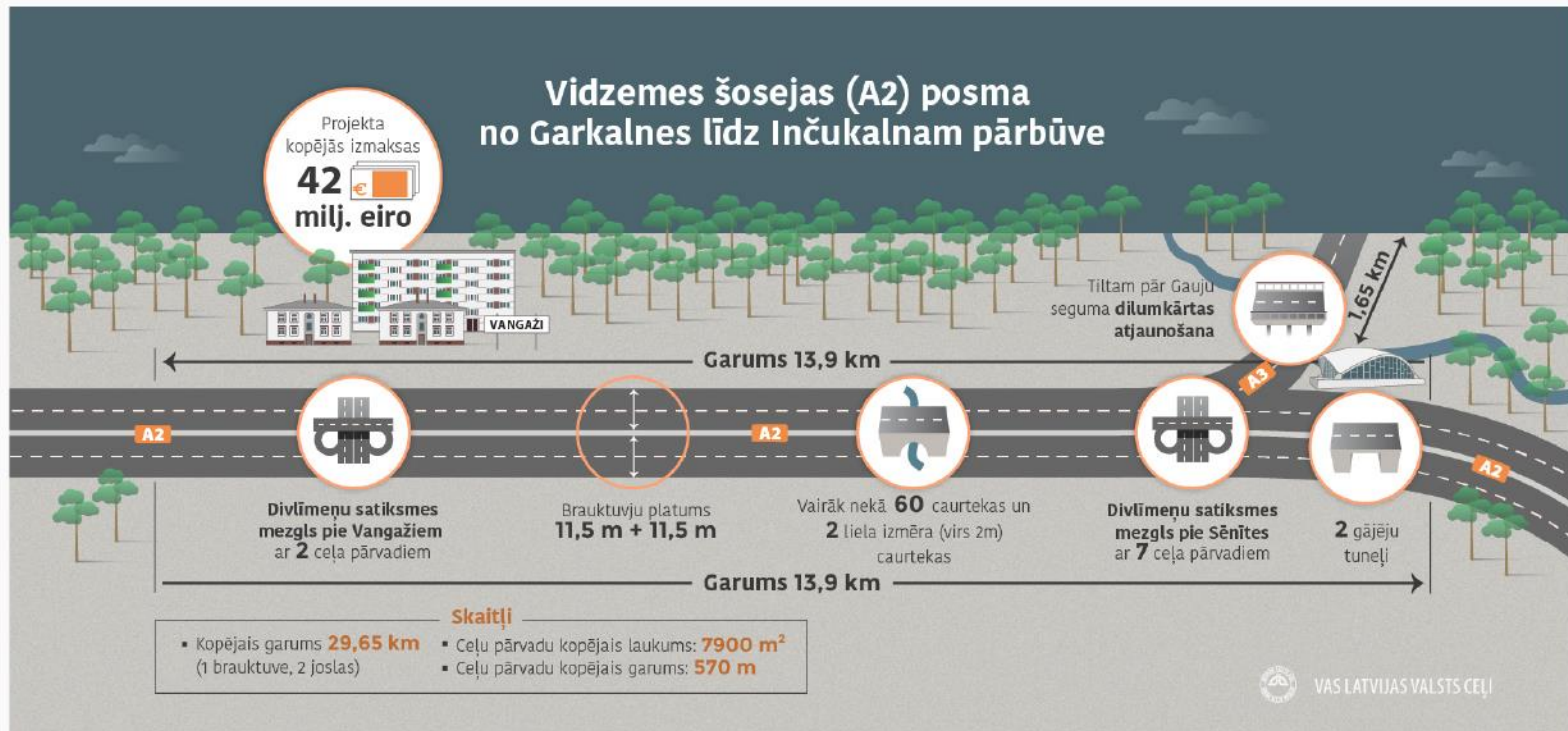 Vidzemes šosejas (A2) posma
no Garkalnes līdz Inčukalnam pārbūve
Projekta
kopējās izmaksas
42 €
milj. eiro
VANGAŽI
Tiltam pār Gauju
seguma dilumkārtas
atjaunošana
1,65 km
Garums 13,9 km
A3
A2
A2
A2
Divlīmeņu satiksmes
mezgls pie Vangažiem
ar 2 ceļa pārvadiem
Brauktuvju platums
11,5 m + 11,5 m
Vairāk nekā 60 caurtekas un
2 liela izmēra (virs 2m)
caurtekas
Divlīmeņu satiksmes
mezgls pie Sēnītes
ar 7 ceļa pārvadiem
2 gājēju
tuneļi
Garums 13,9 km
Skaitļi
▪ Kopējais garums 29,65 km
(1 brauktuve, 2 joslas)
▪ Ceļu pārvadu kopējais laukums: 7900 m²
▪ Ceļu pārvadu kopējais garums: 570 m
VAS LATVIJAS VALSTS CEĻI